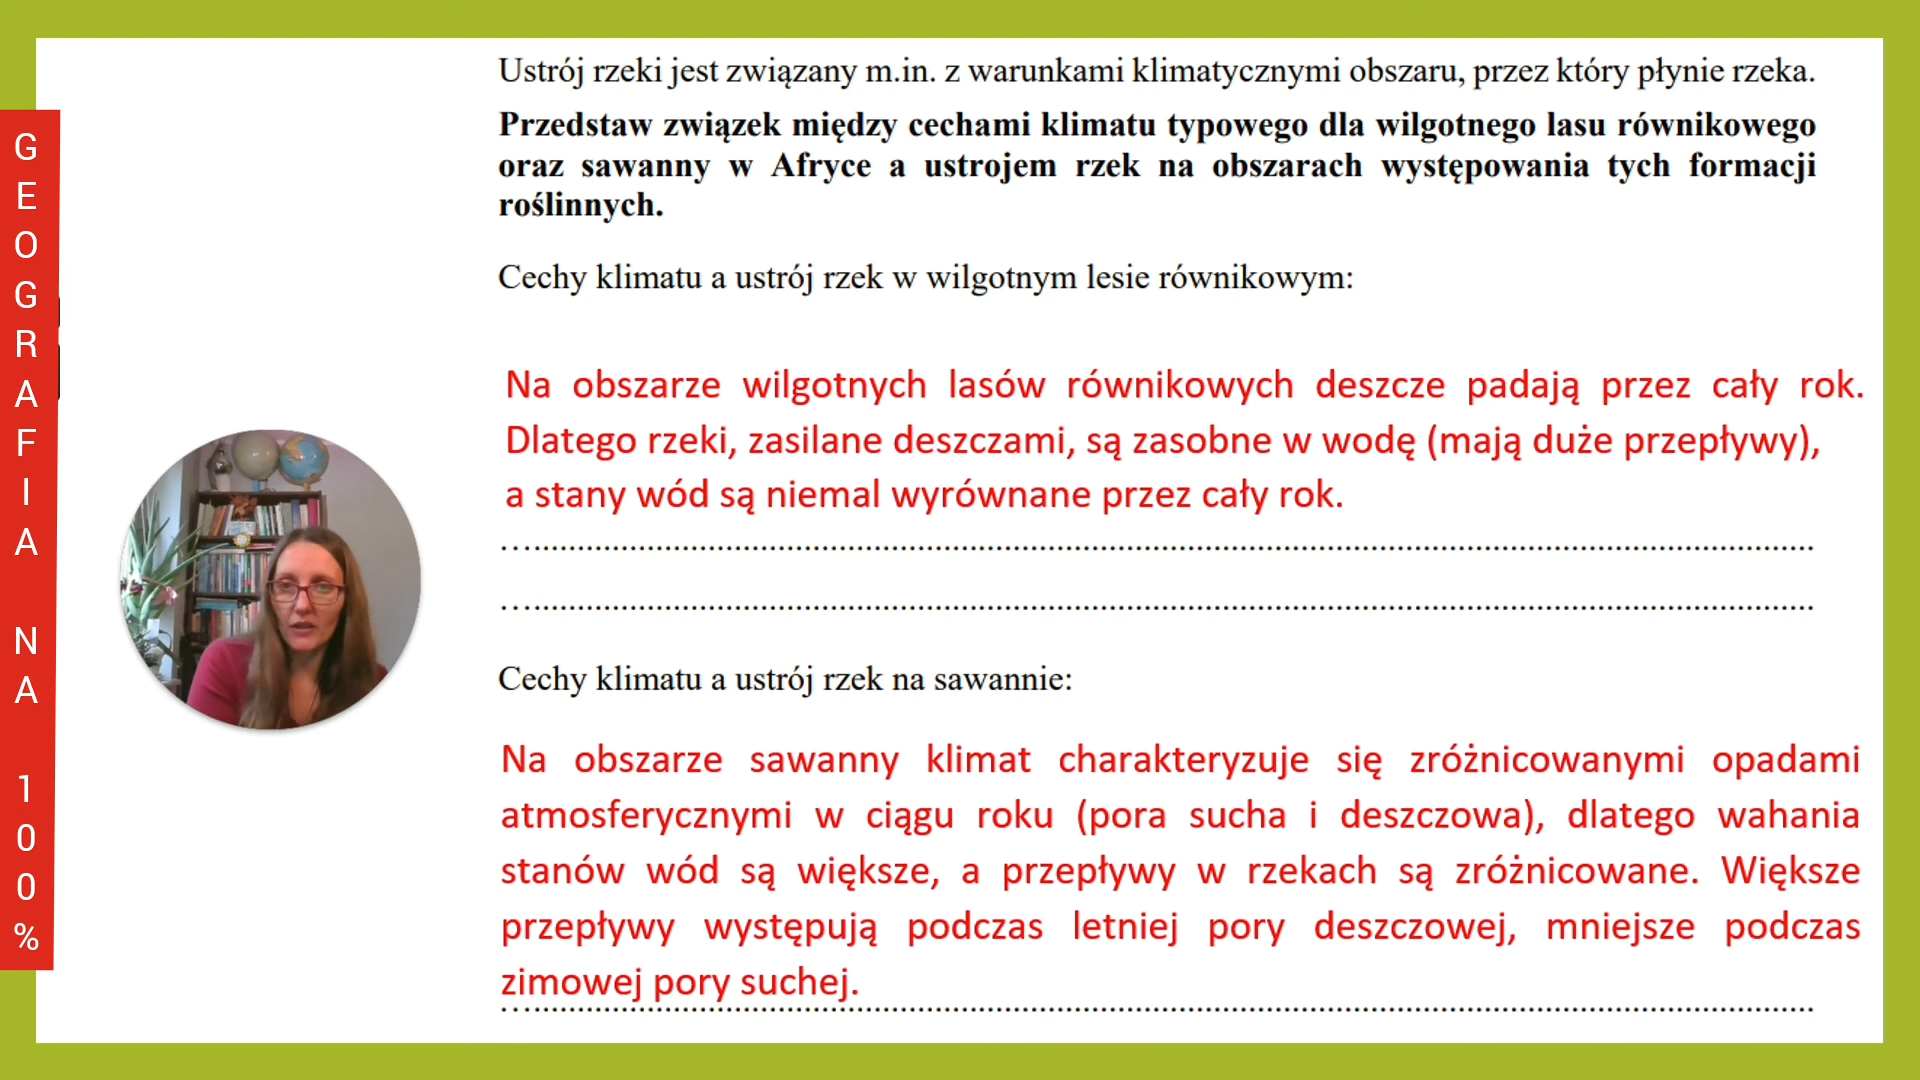 GEOGRAFIA NA 100%
Ustrój rzeki jest związany m.in. z warunkami klimatycznymi obszaru, przez który płynie rzeka.
Przedstaw związek między cechami klimatu typowego dla wilgotnego lasu równikowego
oraz sawanny w Afryce a ustrojem rzek na obszarach występowania tych formacji
roślinnych.
Cechy klimatu a ustrój rzek w wilgotnym lesie równikowym:
Na obszarze wilgotnych lasów równikowych deszcze padają przez cały rok.
Dlatego rzeki, zasilane deszczami, są zasobne w wodę (mają duże przepływy),
a stany wód są niemal wyrównane przez cały rok.
Cechy klimatu a ustrój rzek na sawannie:
Na obszarze sawanny klimat charakteryzuje się zróżnicowanymi opadami
atmosferycznymi w ciągu roku (pora sucha i deszczowa), dlatego wahania
stanów wód są większe, a przepływy w rzekach są zróżnicowane. Większe
przepływy występują podczas letniej pory deszczowej, mniejsze podczas
zimowej pory suchej.